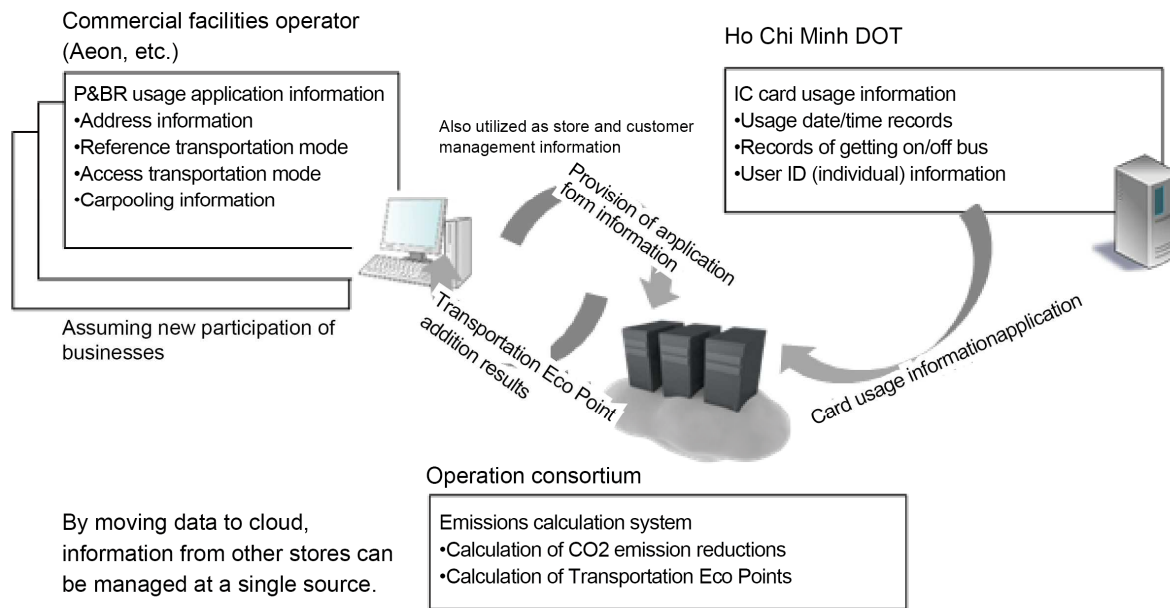 Commercial facilities operator
(Aeon, etc.)
P&BR usage application information
•Address information
•Reference transportation mode
•Access transportation mode
•Carpooling information
Assuming new participation of
businesses
Also utilized as store and customer
management information
Provision of application
form information
Transportation Eco Point
addition results
Ho Chi Minh DOT
IC card usage information
•Usage date/time records
•Records of getting on/off bus
•User ID (individual) information
Card usage informationapplication
Operation consortium
Emissions calculation system
•Calculation of CO2 emission reductions
•Calculation of Transportation Eco Points
By moving data to cloud,
information from other stores can
be managed at a single source.